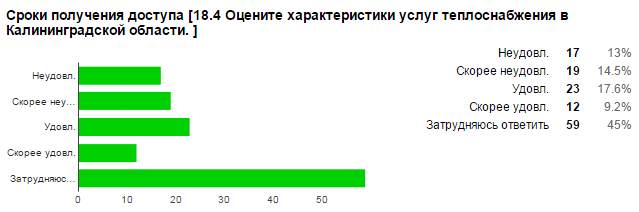 Сроки получения доступа [18.4 Оцените характеристики услуг теплоснабжения в
Калининградской области. ]
Неудовл. 17 13%
Скорее неудовл. 19 14.5%
Удовл. 23 17.6%
Скорее удовл. 12 9.2%
Затрудняюсь ответить 59 45%
Неудовл.
Скорее неу...
Удовл.
Скорее удовл.
Затрудняюс...
0 10 20 30 40 50